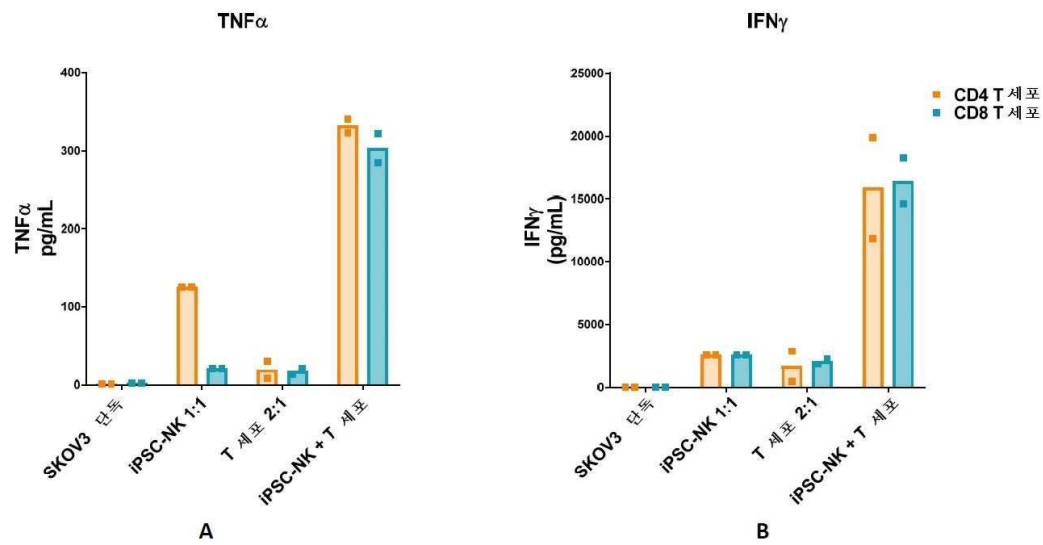 TNFα
TNFα
pg/mL
400
300
200
100
0
SKOV3 단독
iPSC-NK 1:1
T 세포 2:1
iPSC-NK + T 세포
A
IFNγ
IFNγ
(pg/mL)
25000
20000
15000
10000
5000
0
SKOV3 단독
iPSC-NK 1:1
T 세포 2:1
iPSC-NK + T 세포
B
CD4 T 세포
CD8 T 세포